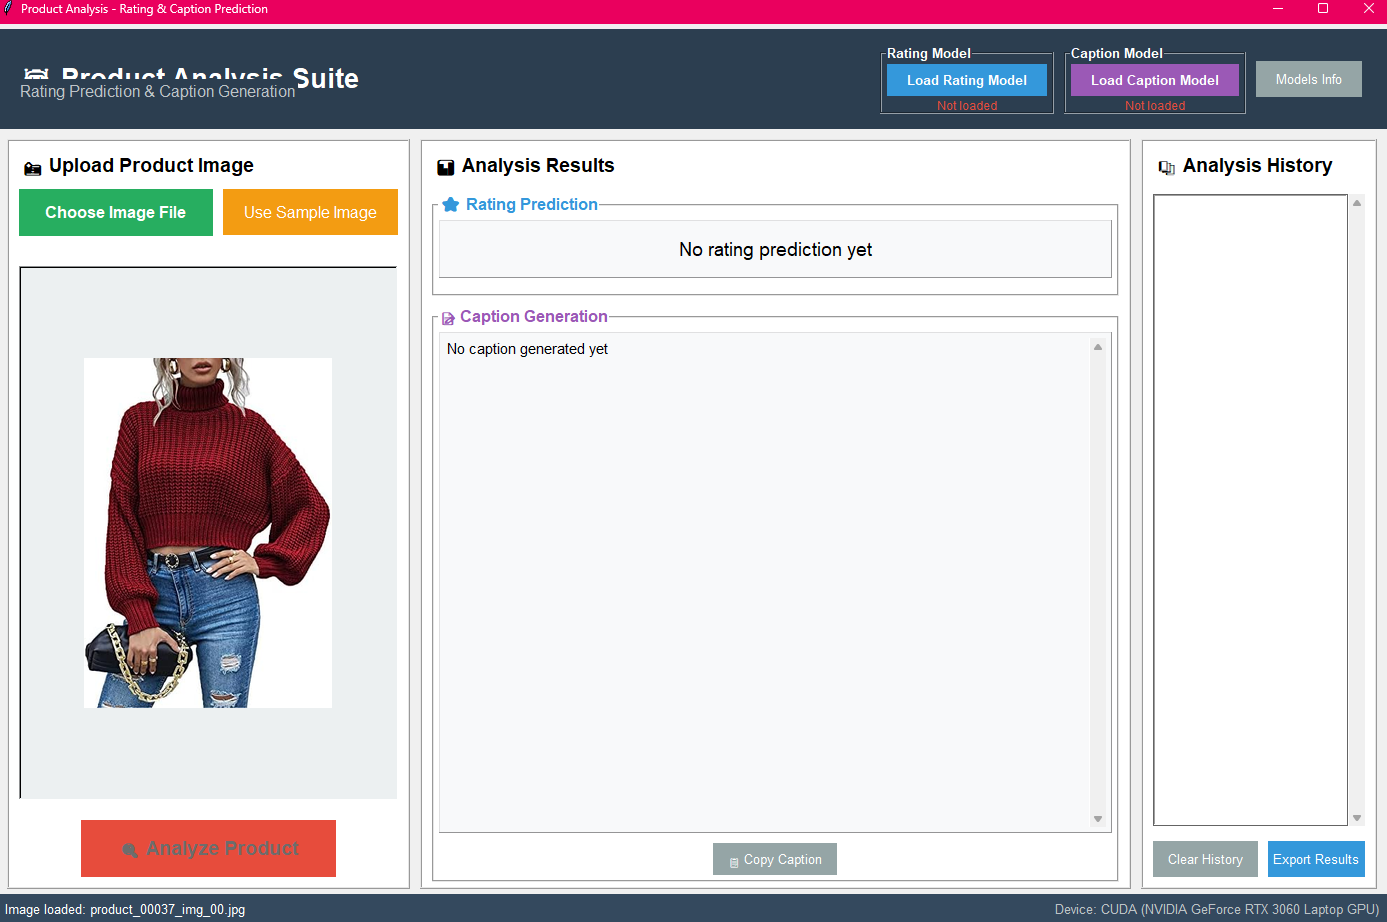 Product Analysis - Rating & Caption Prediction
Product Analysis Suite
Rating Prediction & Caption Generation
Rating Model
Load Rating Model
Not loaded
Caption Model
Load Caption Model
Not loaded
Models Info
Upload Product Image
Choose Image File
Use Sample Image
Analyze Product
Analysis Results
Rating Prediction
No rating prediction yet
Caption Generation
No caption generated yet
Copy Caption
Analysis History
Clear History
Export Results
Image loaded: product_00037_img_00.jpg
Device: CUDA (NVIDIA GeForce RTX 3060 Laptop GPU)